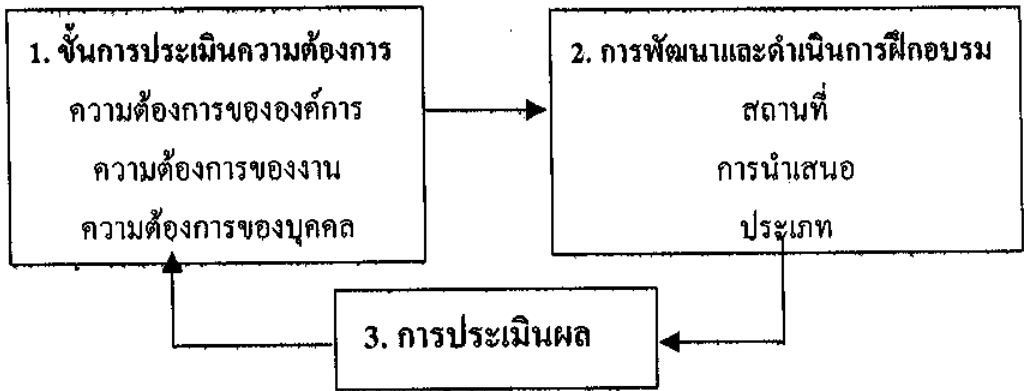 1. ขั้นการประเมินความต้องการ
ความต้องการขององค์การ
ความต้องการของงาน
ความต้องการของบุคคล
2. การพัฒนาและดำเนินการฝึกอบรม
สถานที่
การนำเสนอ
ประเภท
3. การประเมินผล